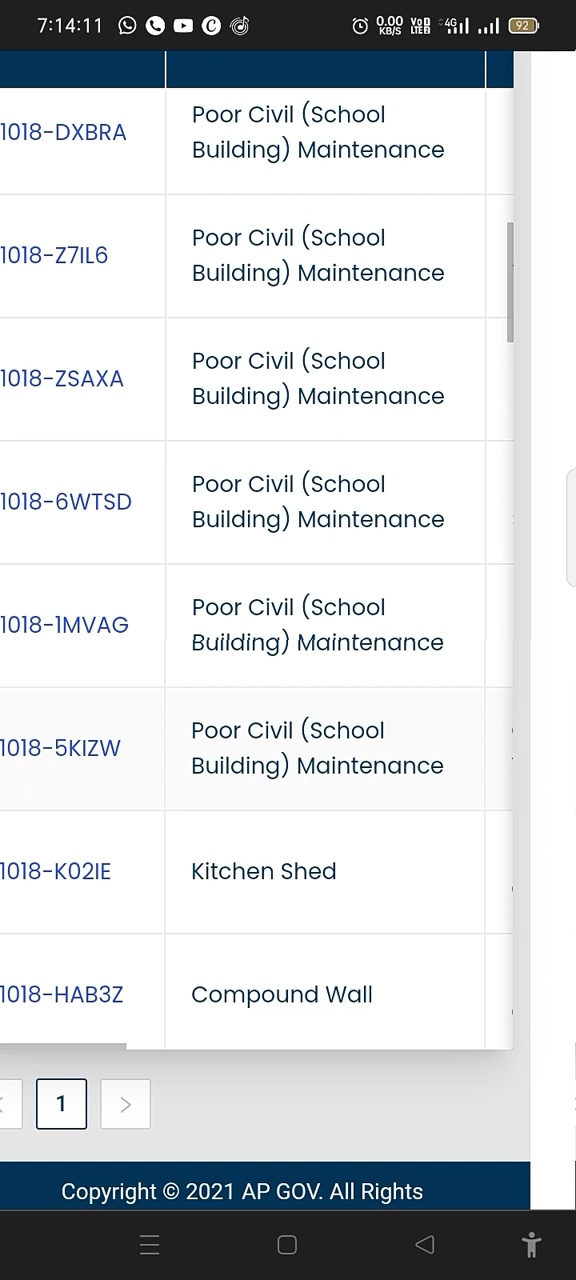 7:14:11 0.00 KB/S VoD LTE2 4G 92
1018-DXBRA
Poor Civil (School
Building) Maintenance
1018-Z7IL6
Poor Civil (School
Building) Maintenance
1018-ZSAXA
Poor Civil (School
Building) Maintenance
1018-6WTSD
Poor Civil (School
Building) Maintenance
1018-1MVAG
Poor Civil (School
Building) Maintenance
1018-5KIZW
Poor Civil (School
Building) Maintenance
1018-K02IE
Kitchen Shed
1018-HAB3Z
Compound Wall
1
Copyright © 2021 AP GOV. All Rights